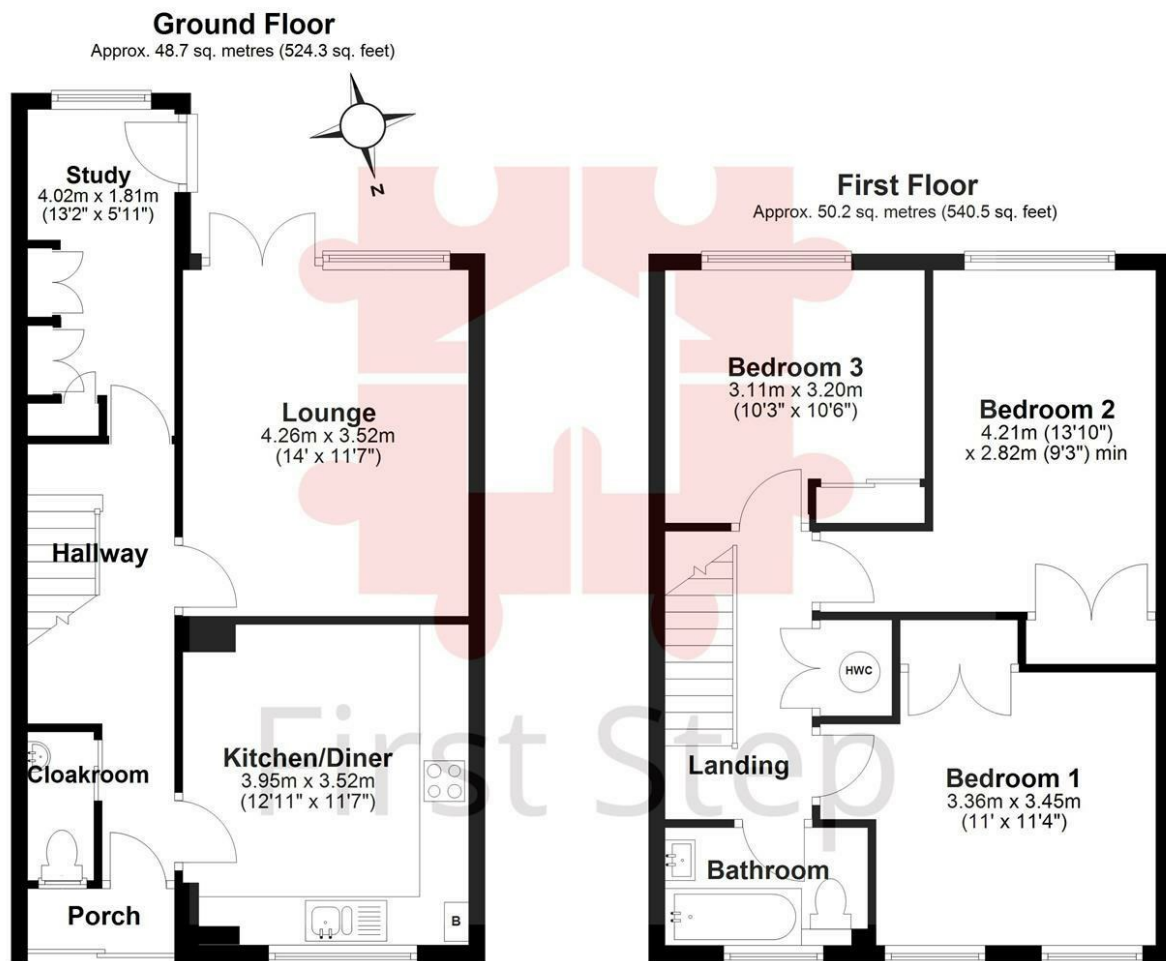 Ground Floor
Approx. 48.7 sq. metres (524.3 sq. feet)
N
Study
4.02m x 1.81m
(13'2" x 5'11")
Lounge
4.26m x 3.52m
(14' x 11'7")
Hallway
Cloakroom
Kitchen/Diner
3.95m x 3.52m
(12'11" x 11'7")
Porch
B
First Floor
Approx. 50.2 sq. metres (540.5 sq. feet)
Bedroom 3
3.11m x 3.20m
(10'3" x 10'6")
Bedroom 2
4.21m (13'10")
x 2.82m (9'3") min
HWC
Landing
Bedroom 1
3.36m x 3.45m
(11' x 11'4")
Bathroom
First Step